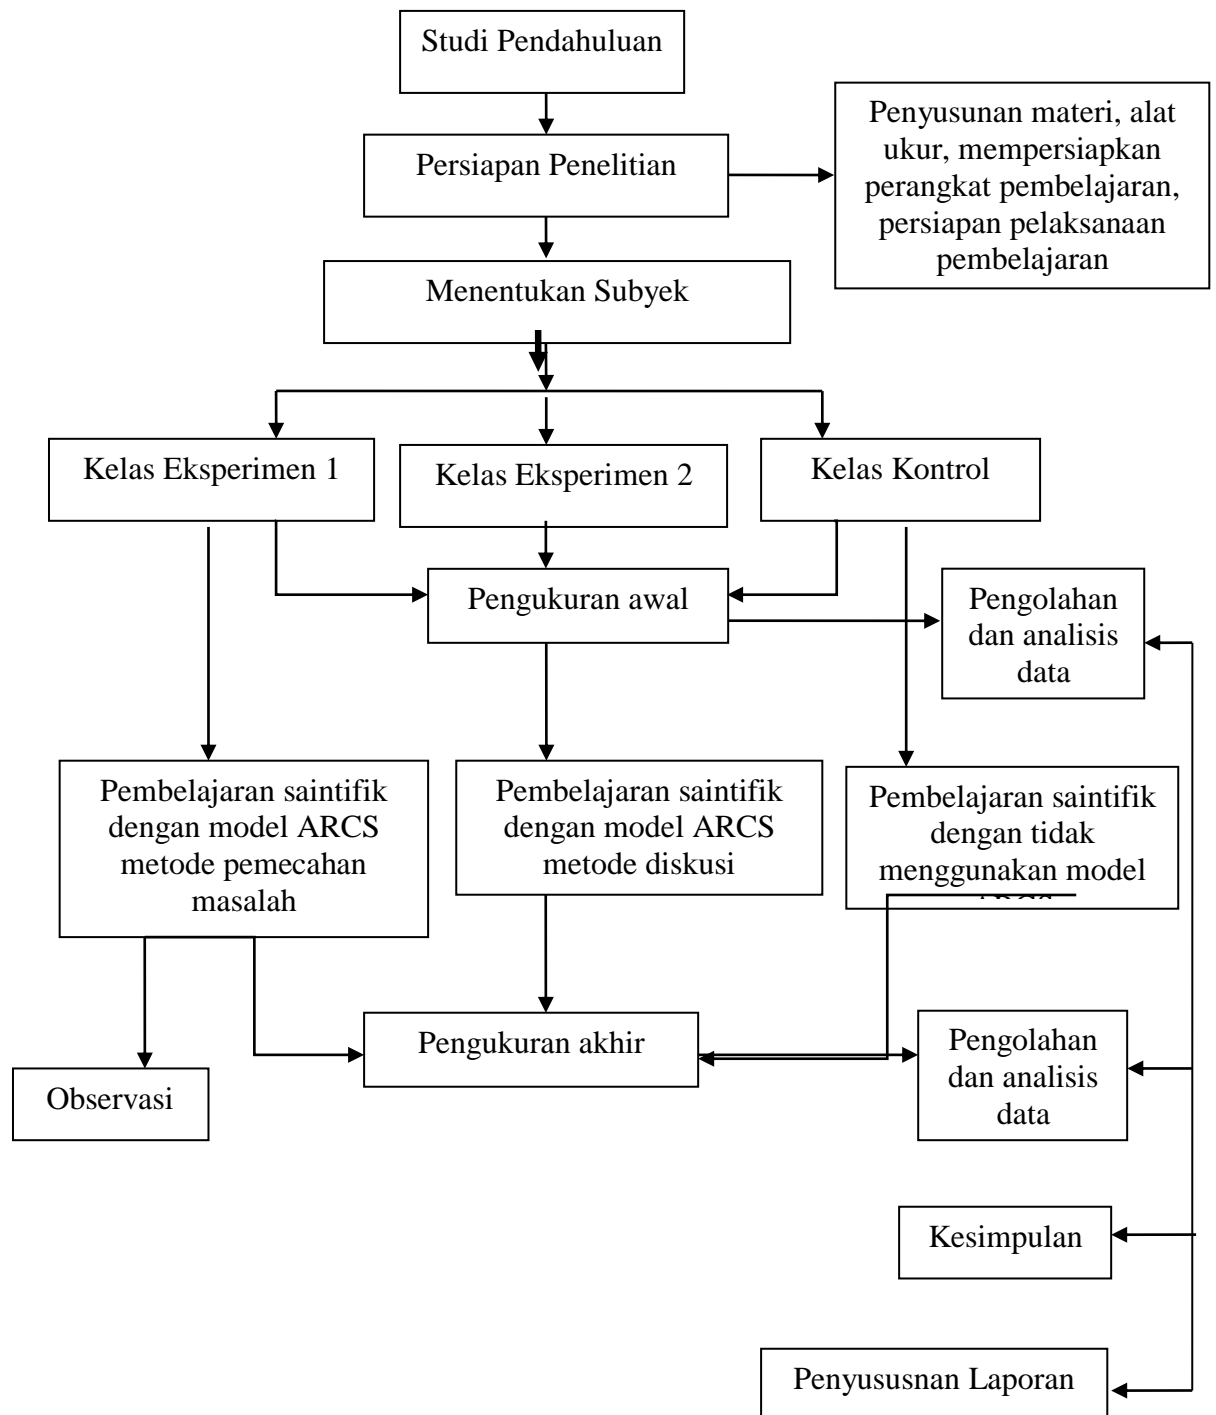 Studi Pendahuluan
Penyusunan materi, alat
ukur, mempersiapkan
perangkat pembelajaran,
persiapan pelaksanaan
pembelajaran
Persiapan Penelitian
Menentukan Subyek
Kelas Eksperimen 1
Kelas Eksperimen 2
Kelas Kontrol
Pengukuran awal
Pengolahan
dan analisis
data
Pembelajaran saintifik
dengan model ARCS
metode pemecahan
masalah
Pembelajaran saintifik
dengan model ARCS
metode diskusi
Pembelajaran saintifik
dengan tidak
menggunakan model
Pengukuran akhir
Pengolahan
dan analisis
data
Observasi
Kesimpulan
Penyususnan Laporan